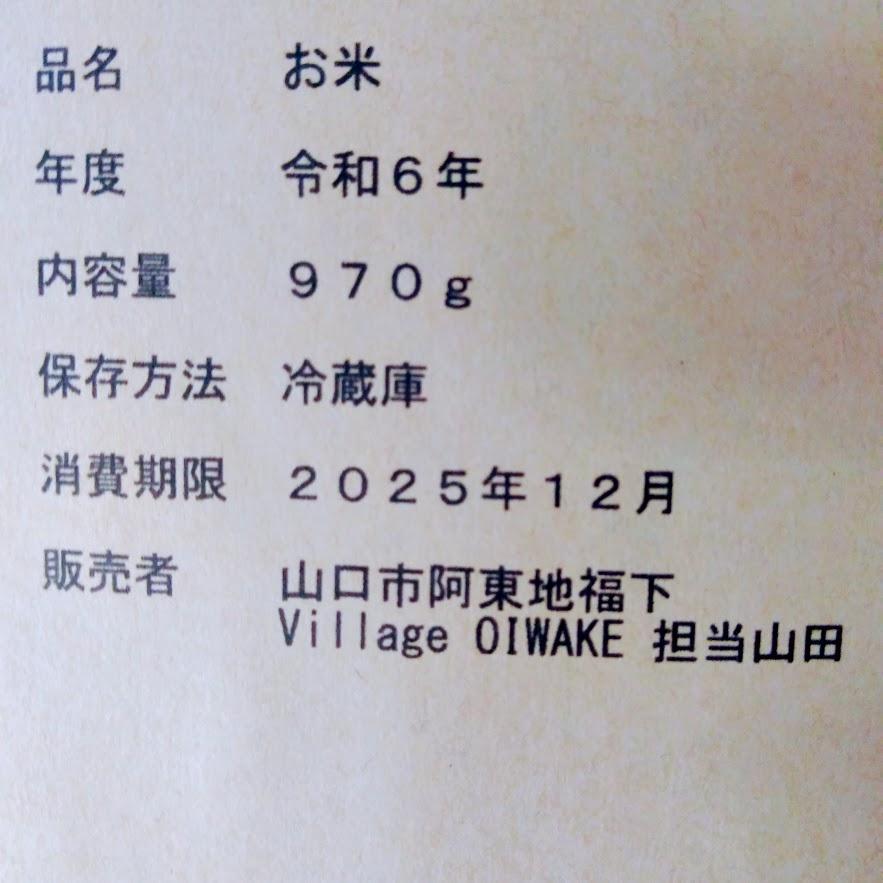 品名 お米
年度 令和６年
内容量 ９７０ｇ
保存方法 冷蔵庫
消費期限 ２０２５年１２月
販売者 山口市阿東地福下
Village OIWAKE 担当山田